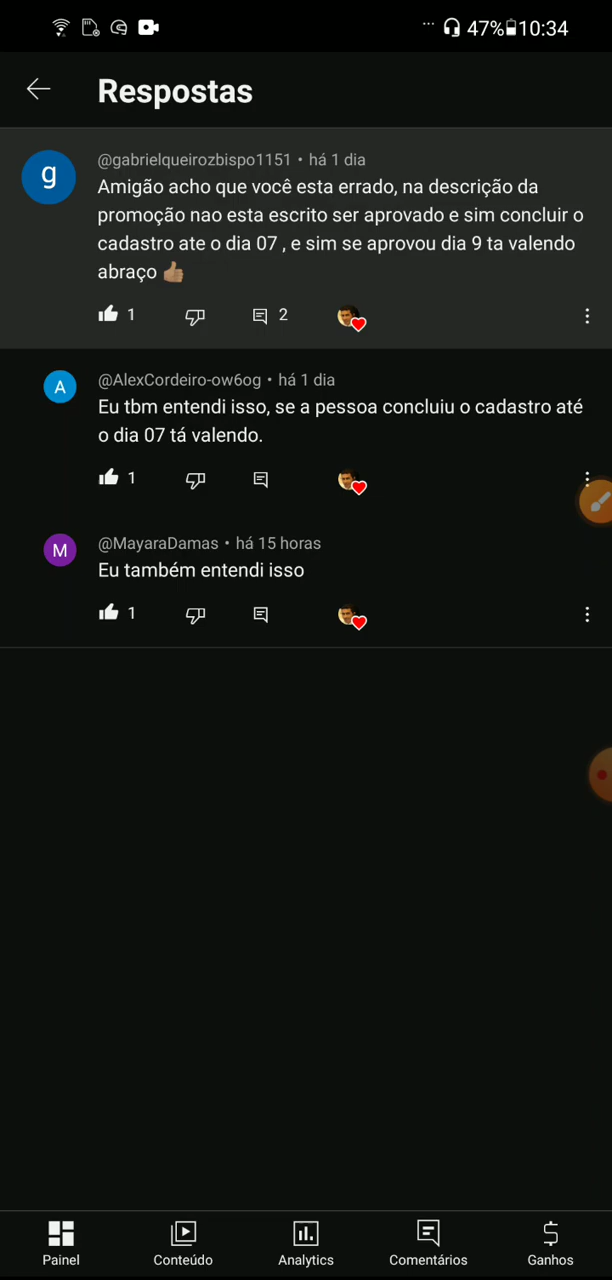 47% 10:34
Respostas
g
@gabrielqueirozbispo1151 • há 1 dia
Amigão acho que você esta errado, na descrição da
promoção nao esta escrito ser aprovado e sim concluir o
cadastro ate o dia 07 , e sim se aprovou dia 9 ta valendo
abraço 👍🏽
1 2
A
@AlexCordeiro-ow6og • há 1 dia
Eu tbm entendi isso, se a pessoa concluiu o cadastro até
o dia 07 tá valendo.
1
M
@MayaraDamas • há 15 horas
Eu também entendi isso
1
Painel Conteúdo Analytics Comentários Ganhos